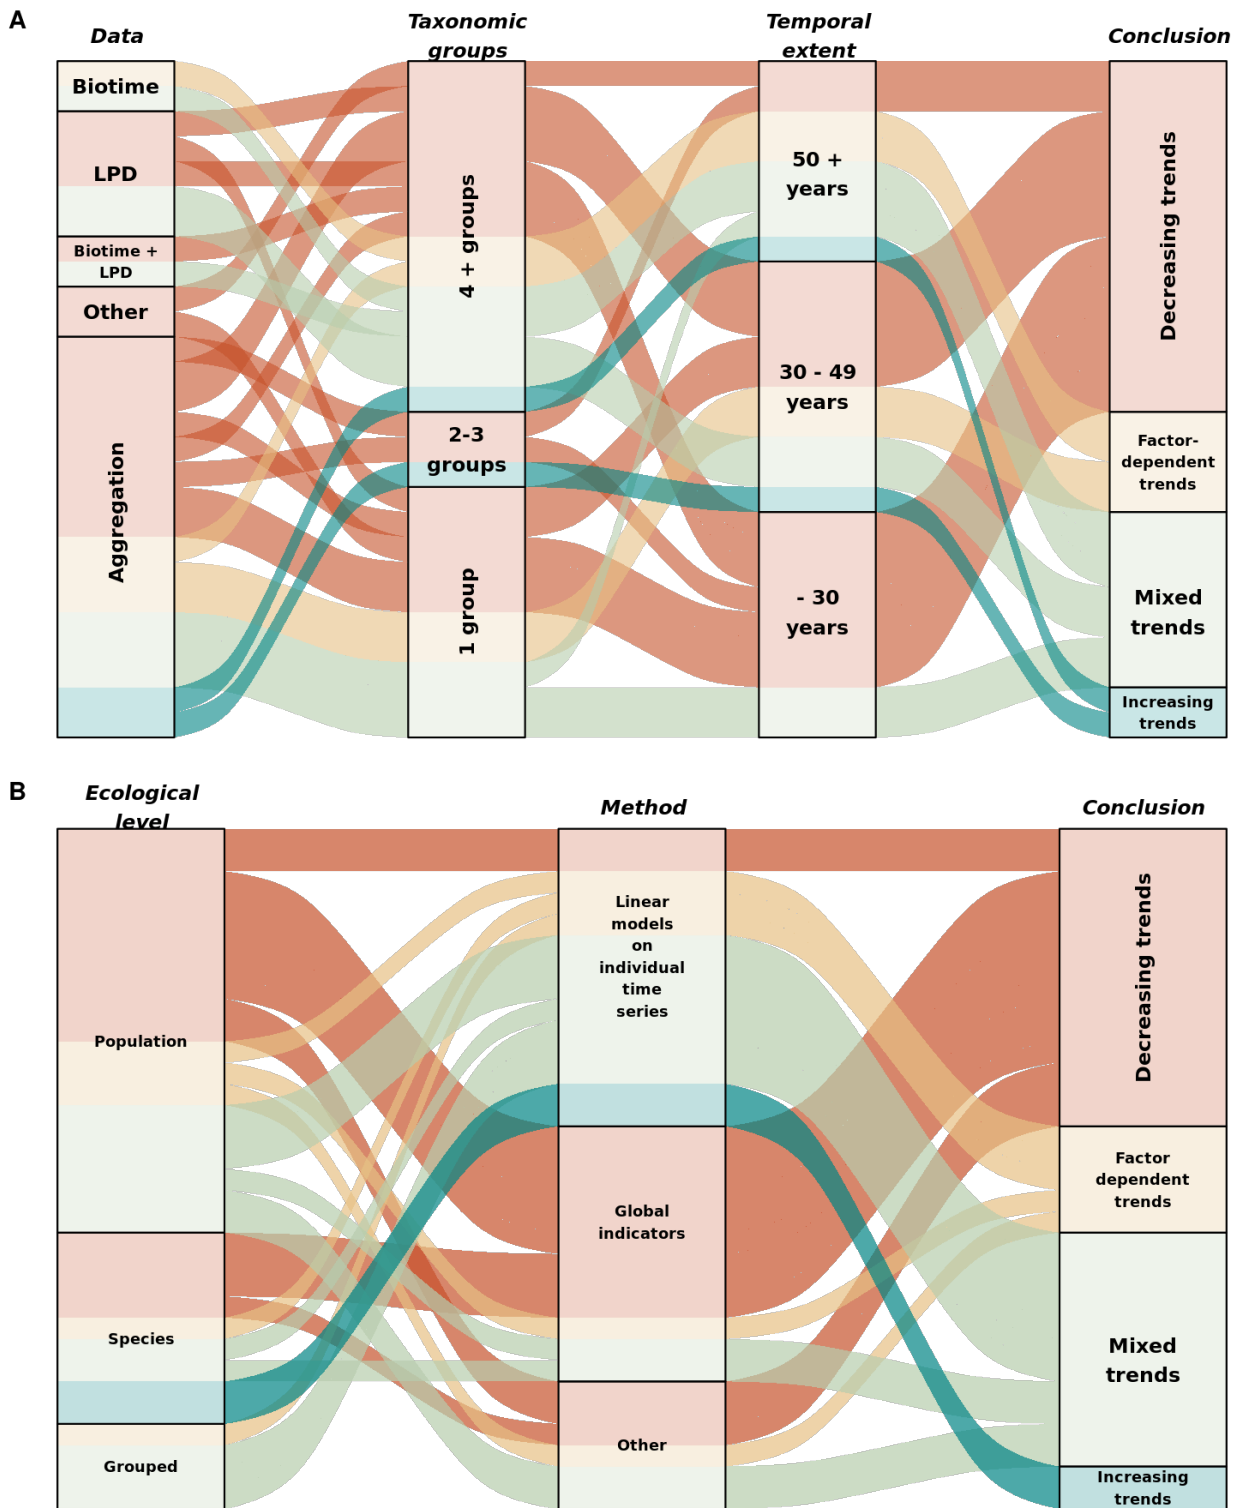 A
Data
Taxonomic
groups
Temporal
extent
Conclusion
Biotime
LPD
Biotime +
LPD
Other
Aggregation
4 + groups
2-3
groups
1 group
50 +
years
30 - 49
years
- 30
years
Decreasing trends
Factor-
dependent
trends
Mixed
trends
Increasing
trends
B
Ecological
level
Method
Conclusion
Population
Species
Grouped
Linear
models
on
individual
time
series
Global
indicators
Other
Decreasing trends
Factor
dependent
trends
Mixed
trends
Increasing
trends